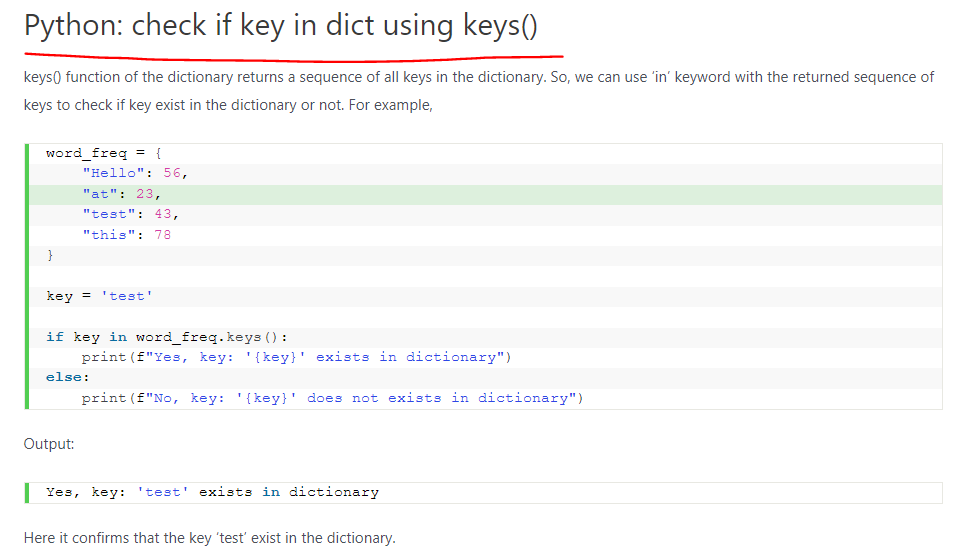 Python: check if key in dict using keys()
keys() function of the dictionary returns a sequence of all keys in the dictionary. So, we can use 'in' keyword with the returned sequence of
keys to check if key exist in the dictionary or not. For example,
word_freq = {
    "Hello": 56,
    "at": 23,
    "test": 43,
    "this": 78
}
key = 'test'
if key in word_freq.keys():
    print(f"Yes, key: '{key}' exists in dictionary")
else:
    print(f"No, key: '{key}' does not exists in dictionary")
Output:
Yes, key: 'test' exists in dictionary
Here it confirms that the key 'test' exist in the dictionary.